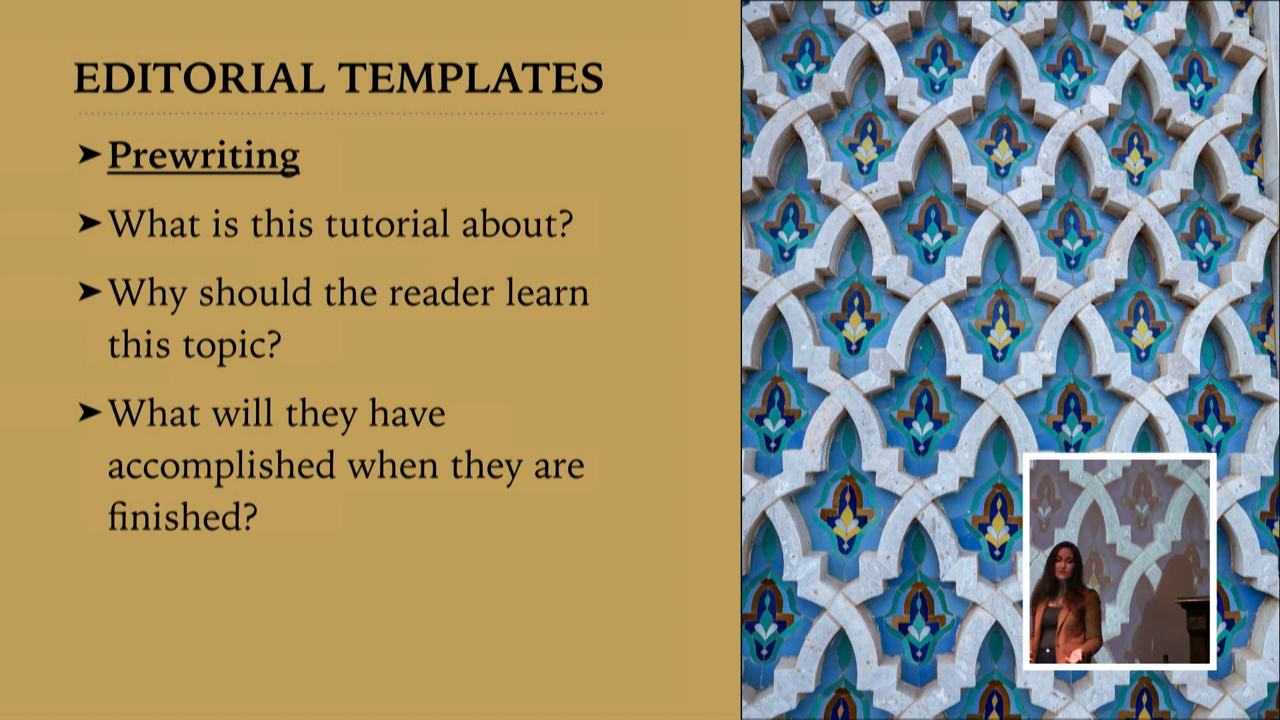 EDITORIAL TEMPLATES
➤ Prewriting
➤ What is this tutorial about?
➤ Why should the reader learn
this topic?
➤ What will they have
accomplished when they are
finished?